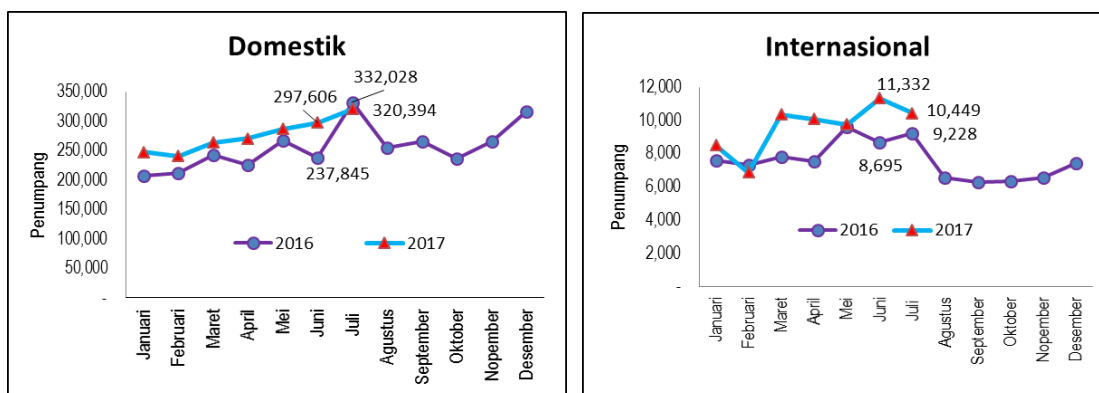 Domestik
Penumpang
350,000
300,000
250,000
200,000
150,000
100,000
50,000
-
332,028
297,606
320,394
237,845
2016
2017
Januari
Februari
Maret
April
Mei
Juni
Juli
Agustus
September
Oktober
Nopember
Desember
Internasional
Penumpang
12,000
10,000
8,000
6,000
4,000
2,000
-
11,332
10,449
9,228
8,695
2016
2017
Januari
Februari
Maret
April
Mei
Juni
Juli
Agustus
September
Oktober
Nopember
Desember